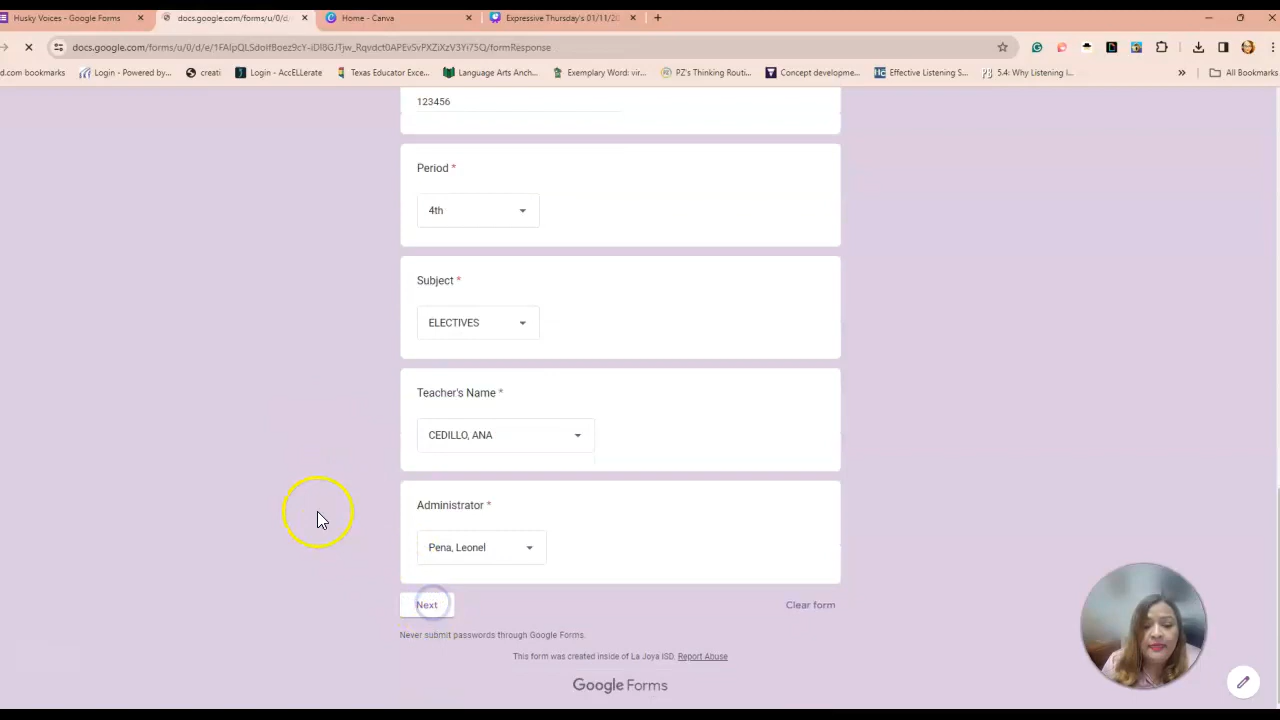 Husky Voices - Google Forms
docs.google.com/forms/u/0/d/
Home - Canva
Expressive Thursday's 01/11/20
docs.google.com/forms/u/0/d/e/1FAIpQLSdoIfBoez9cY-iDl8GJTjw_Rqvdct0APEvSvPXZiXzV3Yi7SQ/formResponse
d.com bookmarks
Login - Powered by...
creati
Login - AccELLerate
Texas Educator Exce...
Language Arts Anch...
Exemplary Word: vir...
PZ's Thinking Routi...
Concept developme...
Effective Listening S...
5.4: Why Listening I...
All Bookmarks
123456
Period *
4th
Subject *
ELECTIVES
Teacher's Name *
CEDILLO, ANA
Administrator *
Pena, Leonel
Next
Clear form
Never submit passwords through Google Forms.
This form was created inside of La Joya ISD. Report Abuse
Google Forms